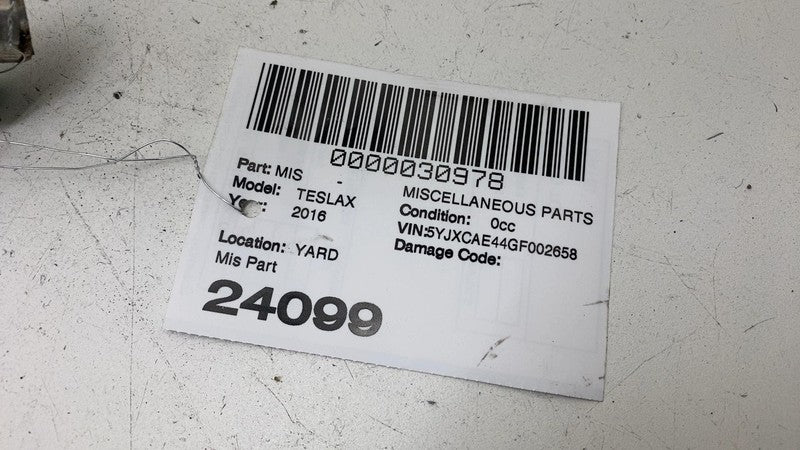 0000030978
Part: MIS -
MISCELLANEOUS PARTS
Model: TESLAX
Condition: 0cc
2016
VIN:5YJXCAE44GF002658
Damage Code:
Location: YARD
Mis Part
24099